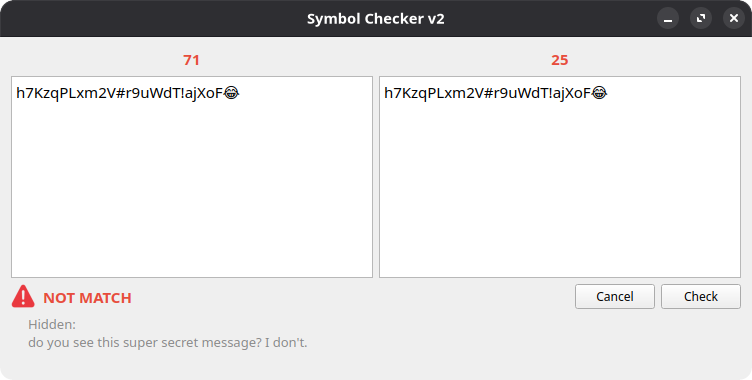 Symbol Checker v2
71
25
h7KzqPLxm2V#r9uWdT!ajXoF😂
h7KzqPLxm2V#r9uWdT!ajXoF😂
NOT MATCH
Cancel
Check
Hidden:
do you see this super secret message? I don't.